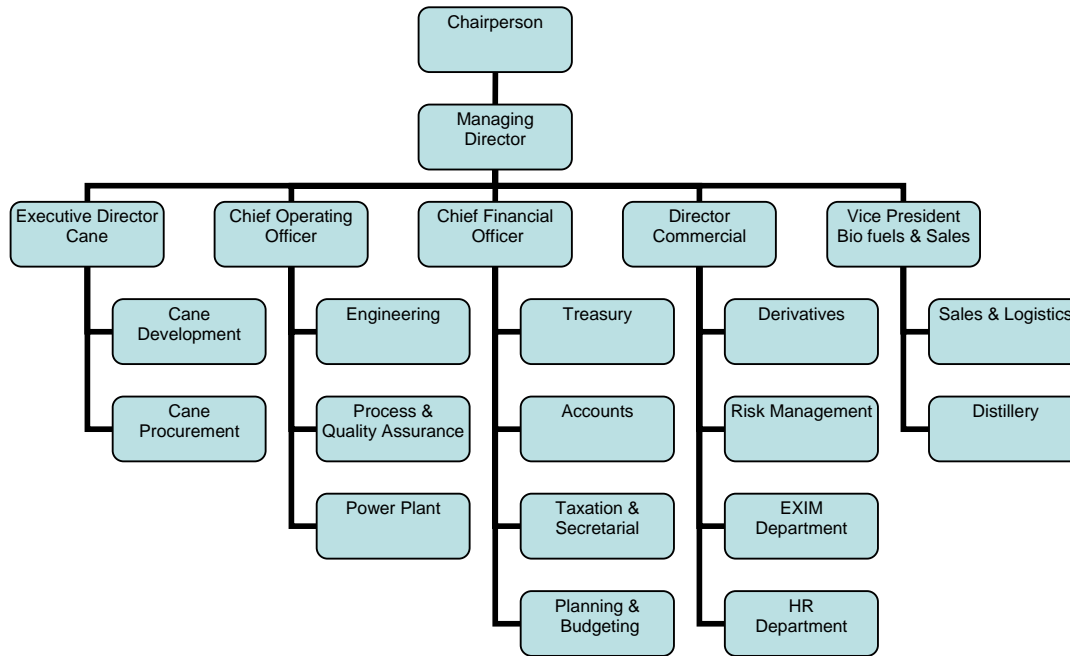 Chairperson
Managing
Director
Executive Director
Cane
Chief Operating
Officer
Chief Financial
Officer
Director
Commercial
Vice President
Bio fuels & Sales
Cane
Development
Engineering
Treasury
Derivatives
Sales & Logistics
Cane
Procurement
Process &
Quality Assurance
Accounts
Risk Management
Distillery
Power Plant
Taxation &
Secretarial
EXIM
Department
Planning &
Budgeting
HR
Department